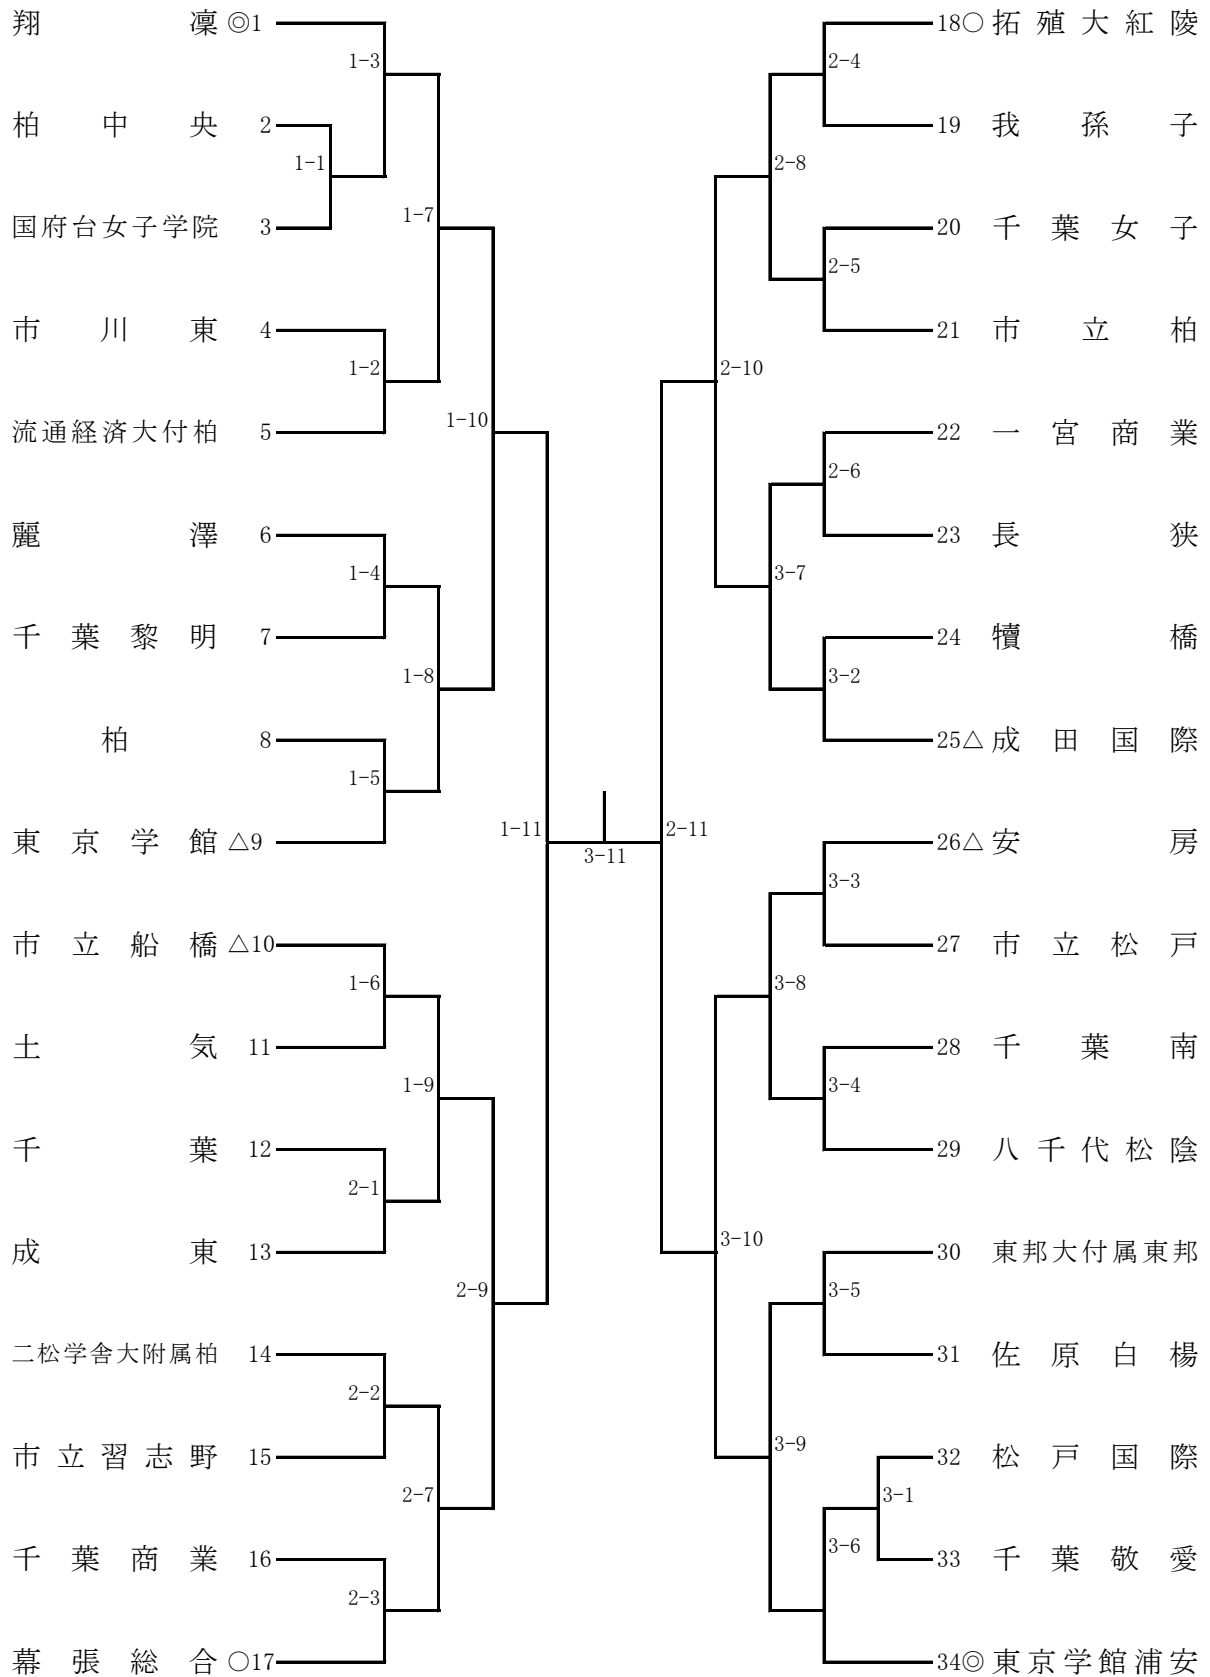 翔凜 ◎1
1-3
柏中央 2
1-1
国府台女子学院 3
1-7
市川東 4
1-2
流通経済大付柏 5
1-10
麗澤 6
1-4
千葉黎明 7
1-8
柏 8
1-5
東京学館 △9
1-11
市立船橋 △10
1-6
土気 11
1-9
千葉 12
2-1
成東 13
2-9
二松学舎大附属柏 14
2-2
市立習志野 15
2-7
千葉商業 16
2-3
幕張総合 ○17
3-11
18○ 拓殖大紅陵
2-4
19 我孫子
2-8
20 千葉女子
2-5
21 市立柏
2-10
22 一宮商業
2-6
23 長狭
3-7
24 犢橋
3-2
25△ 成田国際
2-11
26△ 安房
3-3
27 市立松戸
3-8
28 千葉南
3-4
29 八千代松陰
3-10
30 東邦大付属東邦
3-5
31 佐原白楊
3-9
32 松戸国際
3-1
3-6
33 千葉敬愛
34◎ 東京学館浦安